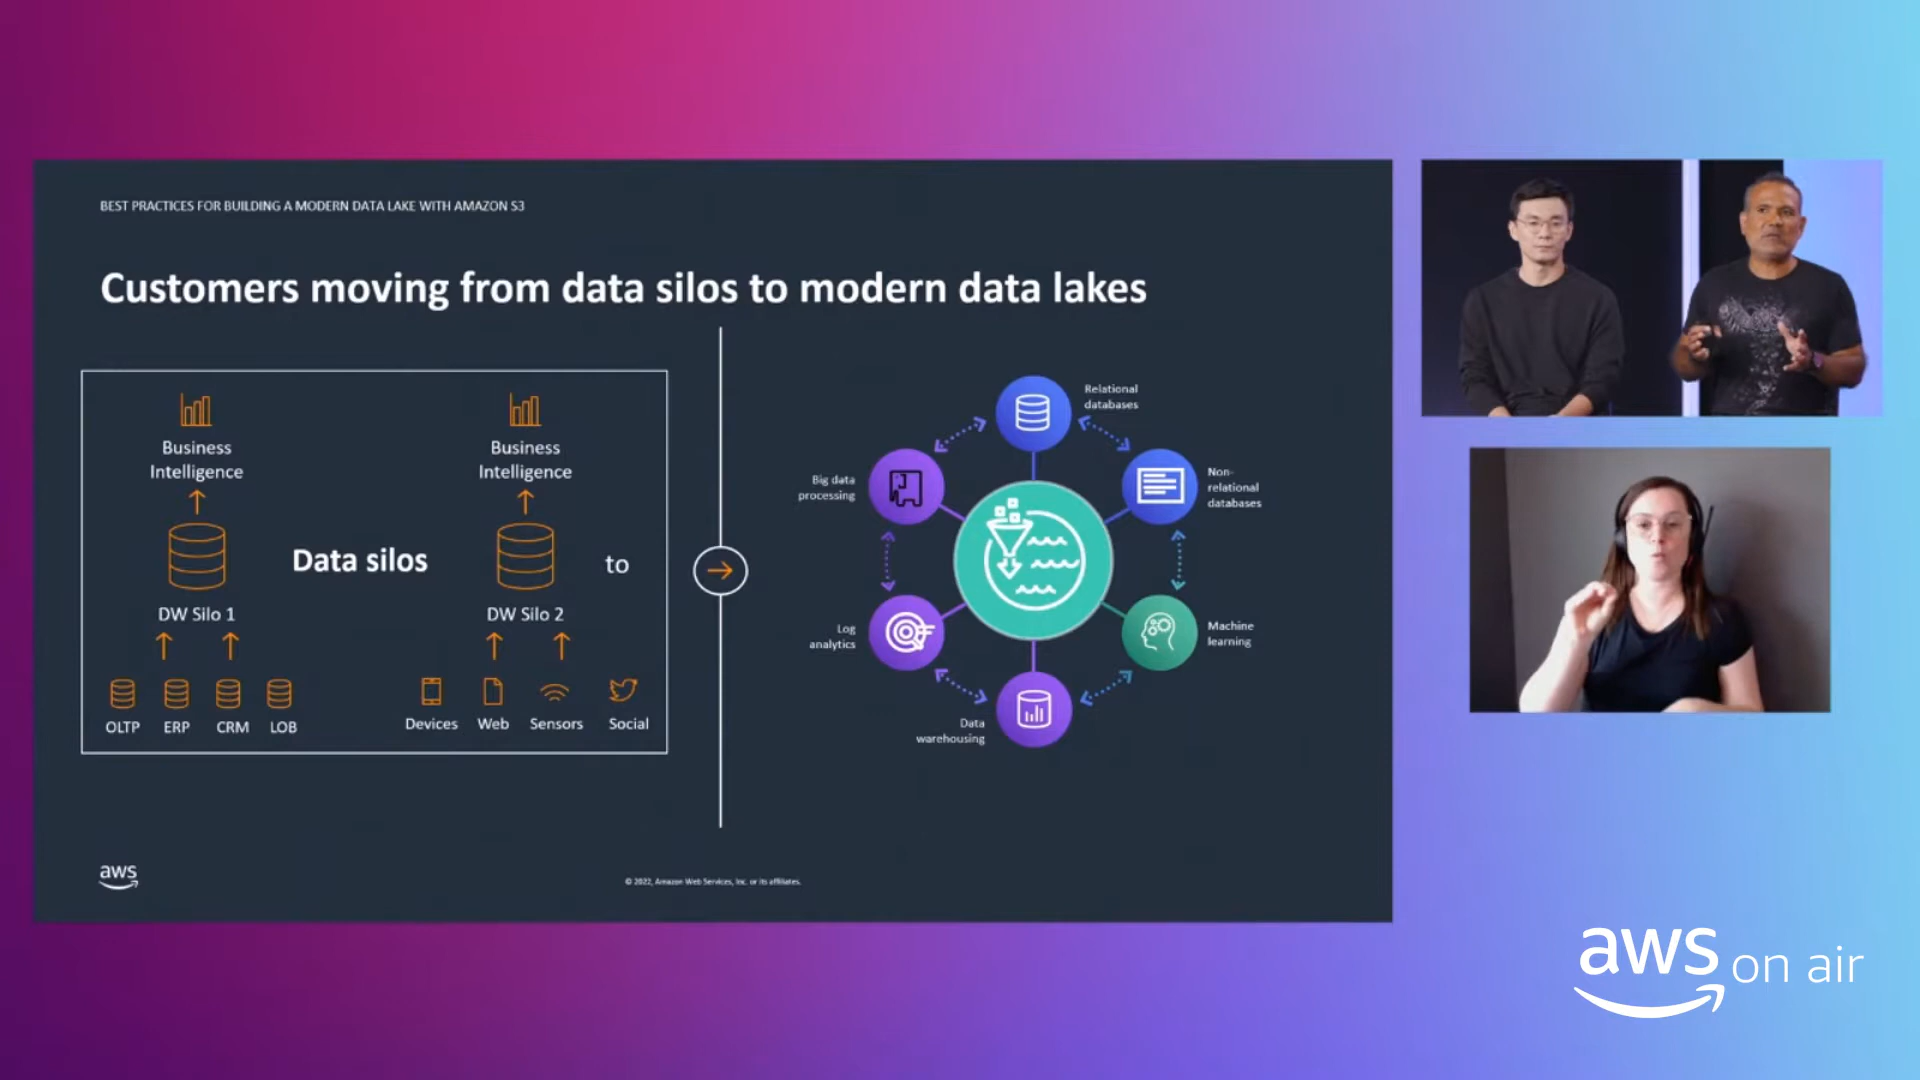 BEST PRACTICES FOR BUILDING A MODERN DATA LAKE WITH AMAZON S3
Customers moving from data silos to modern data lakes
Business
Intelligence
Business
Intelligence
Data silos
to
DW Silo 1
DW Silo 2
OLTP
ERP
CRM
LOB
Devices
Web
Sensors
Social
Relational
databases
Non-
relational
databases
Machine
learning
Data
warehousing
Log
analytics
Big data
processing
aws
© 2022, Amazon Web Services, Inc. or its affiliates.
aws on air